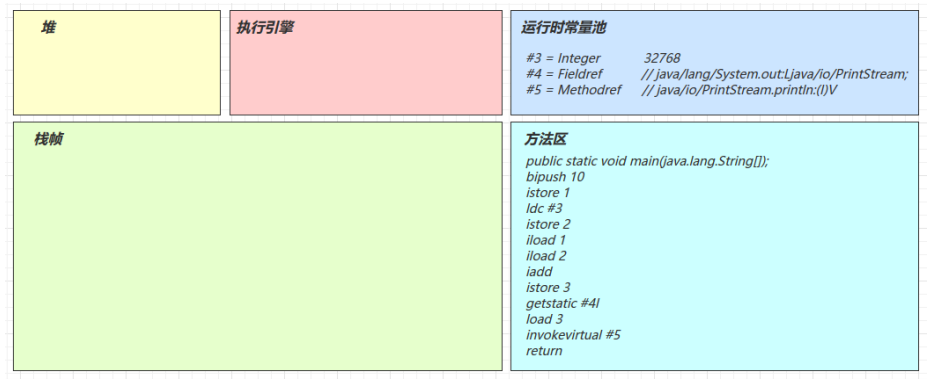 堆
执行引擎
运行时常量池
#3 = Integer 32768
#4 = Fieldref // java/lang/System.out:Ljava/io/PrintStream;
#5 = Methodref // java/io/PrintStream.println:(I)V
栈帧
方法区
public static void main(java.lang.String[]);
bipush 10
istore 1
ldc #3
istore 2
iload 1
iload 2
iadd
istore 3
getstatic #4l
load 3
invokevirtual #5
return